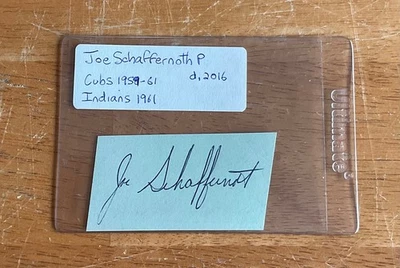 Joe Schaffernoth P
Cubs 1959-61 d, 2016
Indians 1961
Joe Schaffernoth
Ultimate